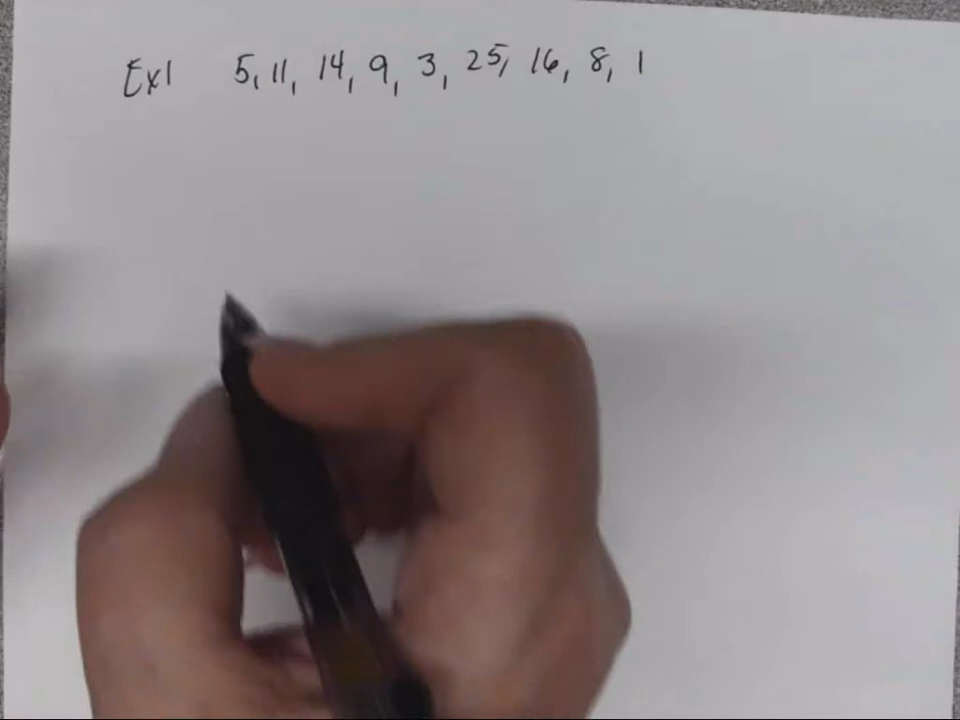 Ex1 5, 11, 14, 9, 3, 25, 16, 8, 1